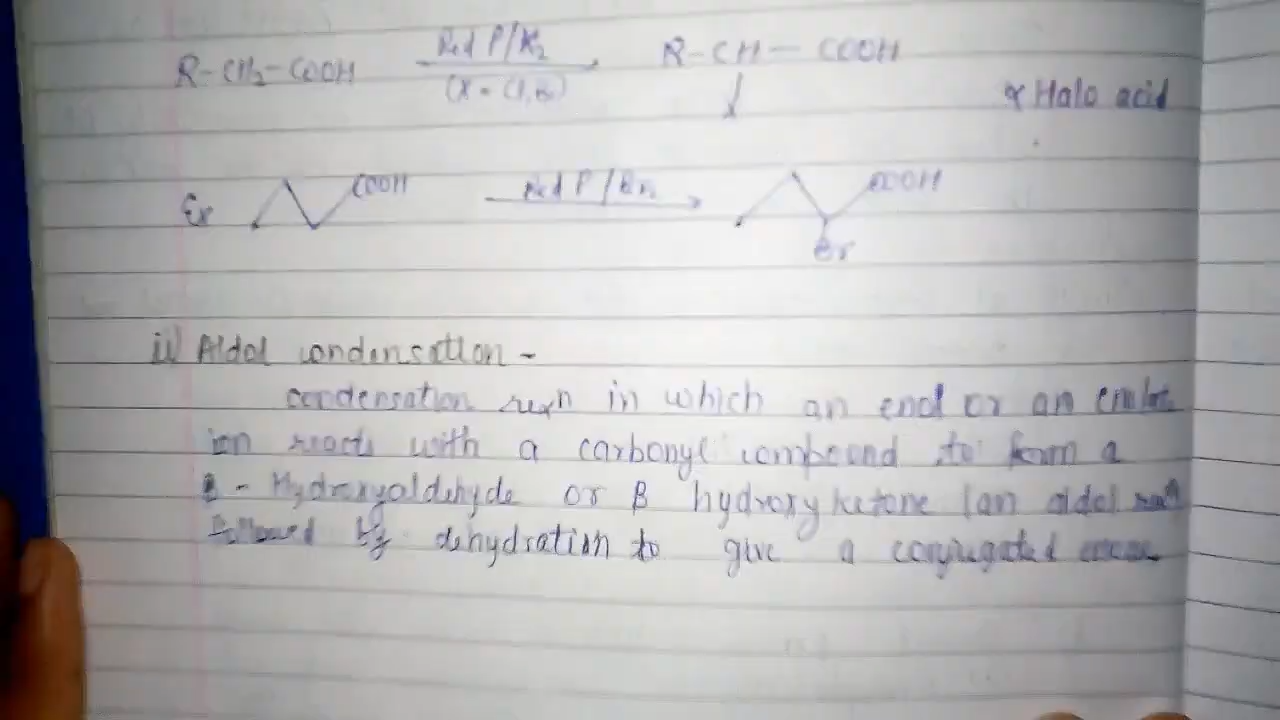 R-CH2-COOH Red P/X2 R-CH-COOH
(X = Cl, Br)
α Halo acid
Ex COOH Red P/Br2 COOH
Br
ii) Aldol condensation -
condensation rexn in which an enol or an
ion reacts with a carbonyl compound to form a
β - Hydroxyaldehyde or β hydroxy ketone (an aldol
followed by dehydration to give a conjugated